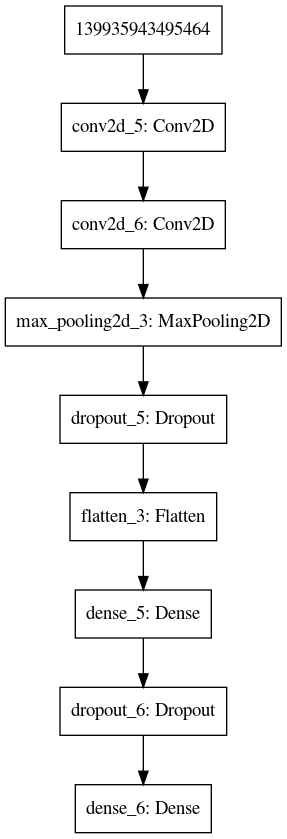 139935943495464
conv2d_5: Conv2D
conv2d_6: Conv2D
max_pooling2d_3: MaxPooling2D
dropout_5: Dropout
flatten_3: Flatten
dense_5: Dense
dropout_6: Dropout
dense_6: Dense